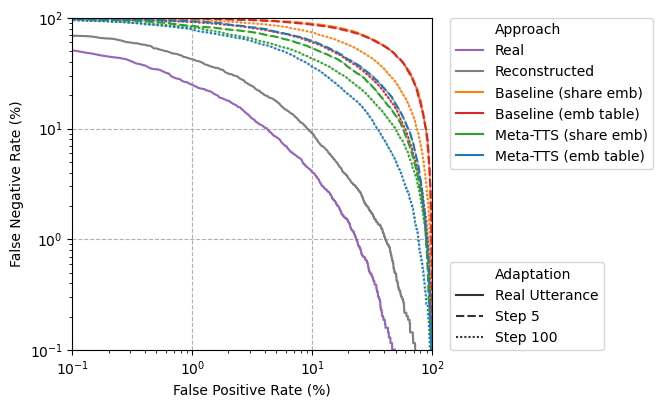 Approach
Real
Reconstructed
Baseline (share emb)
Baseline (emb table)
Meta-TTS (share emb)
Meta-TTS (emb table)
Adaptation
Real Utterance
Step 5
Step 100
False Negative Rate (%)
10²
10¹
10⁰
10⁻¹
10⁻¹ 10⁰ 10¹ 10²
False Positive Rate (%)